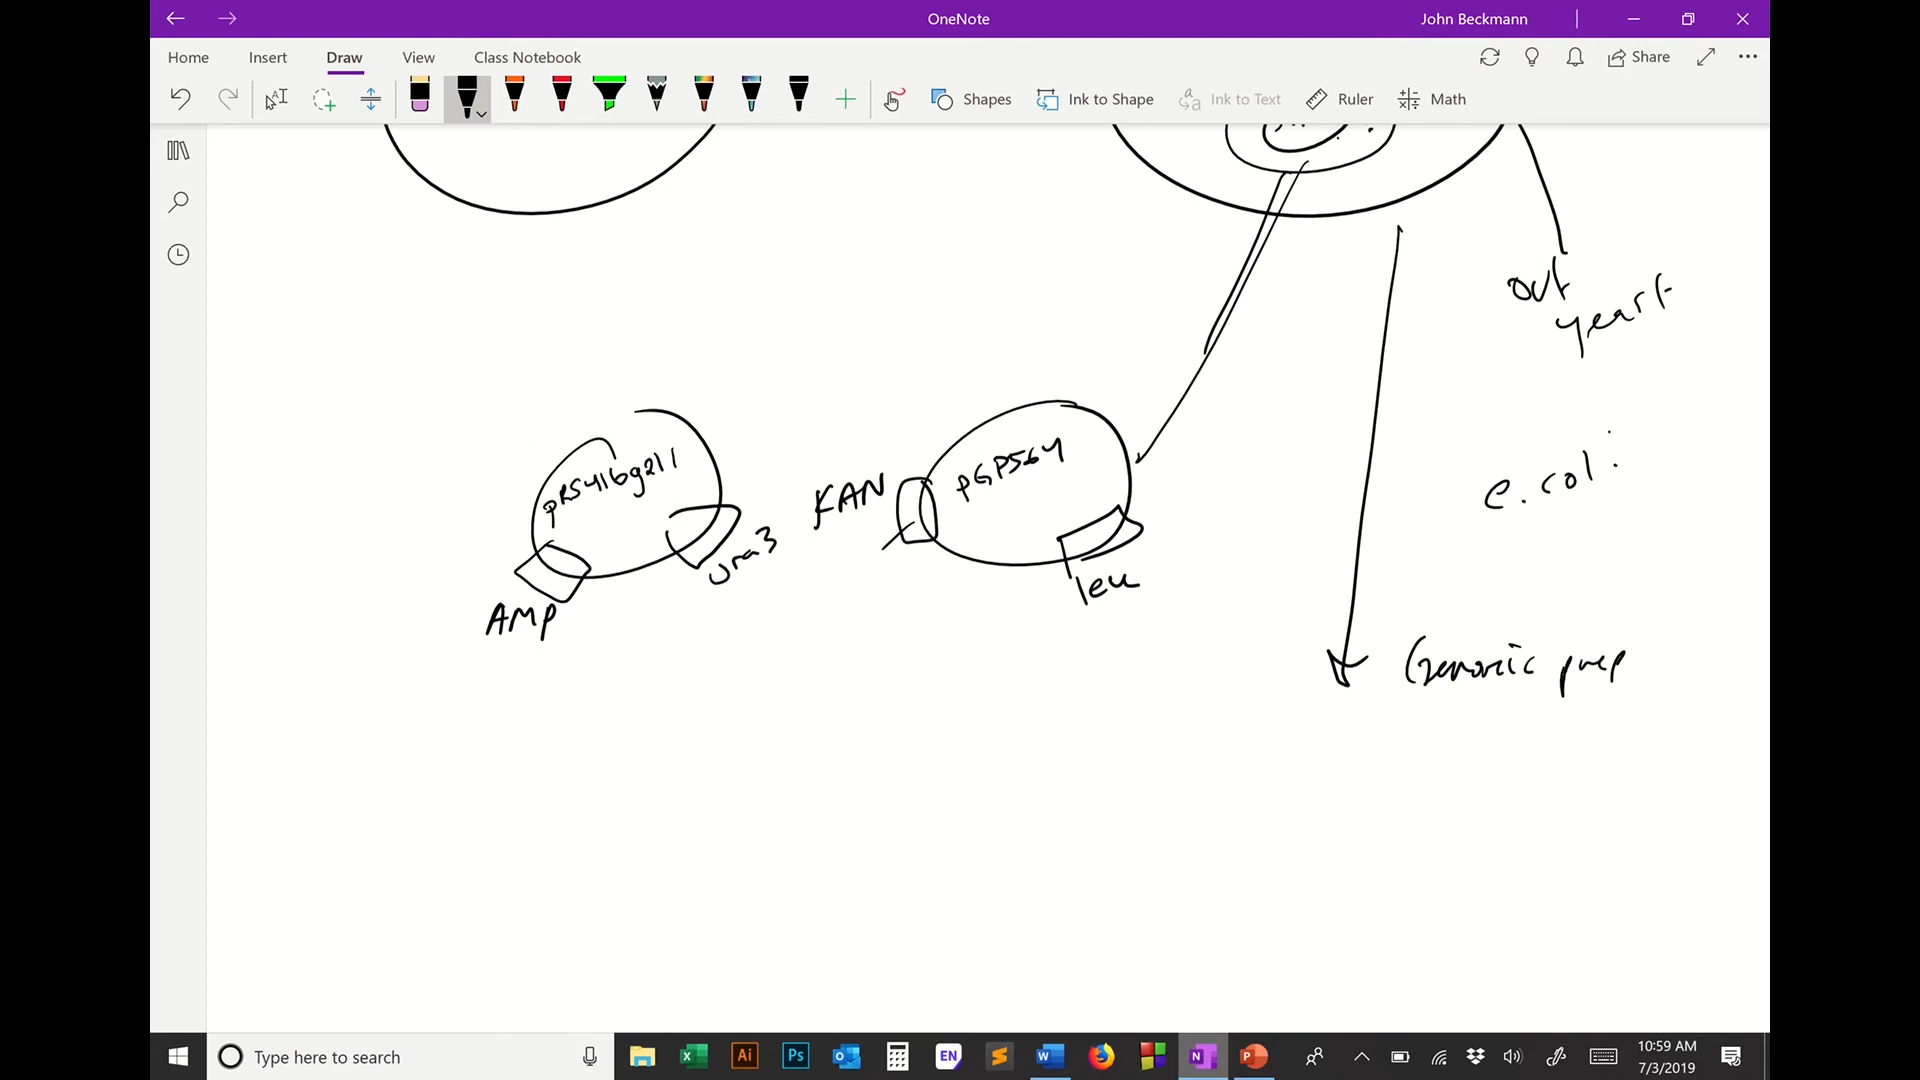 OneNote
John Beckmann
Home Insert Draw View Class Notebook
Share
Shapes Ink to Shape Ink to Text Ruler Math
out
yeast
pRS416bg211
ura3
AMP
KAN
pGP564
leu
e.coli
Genomic prep
Type here to search
10:59 AM
7/3/2019